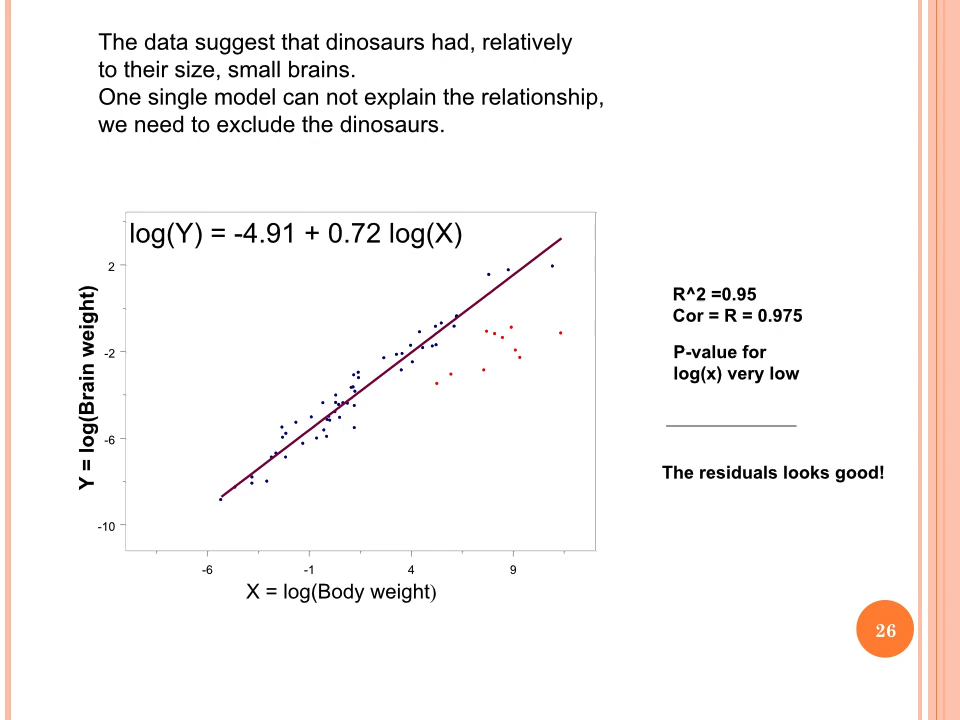 The data suggest that dinosaurs had, relatively
to their size, small brains.
One single model can not explain the relationship,
we need to exclude the dinosaurs.
log(Y) = -4.91 + 0.72 log(X)
Y = log(Brain weight)
2
-2
-6
-10
-6
-1
4
9
X = log(Body weight)
R^2 =0.95
Cor = R = 0.975
P-value for
log(x) very low
The residuals looks good!
26